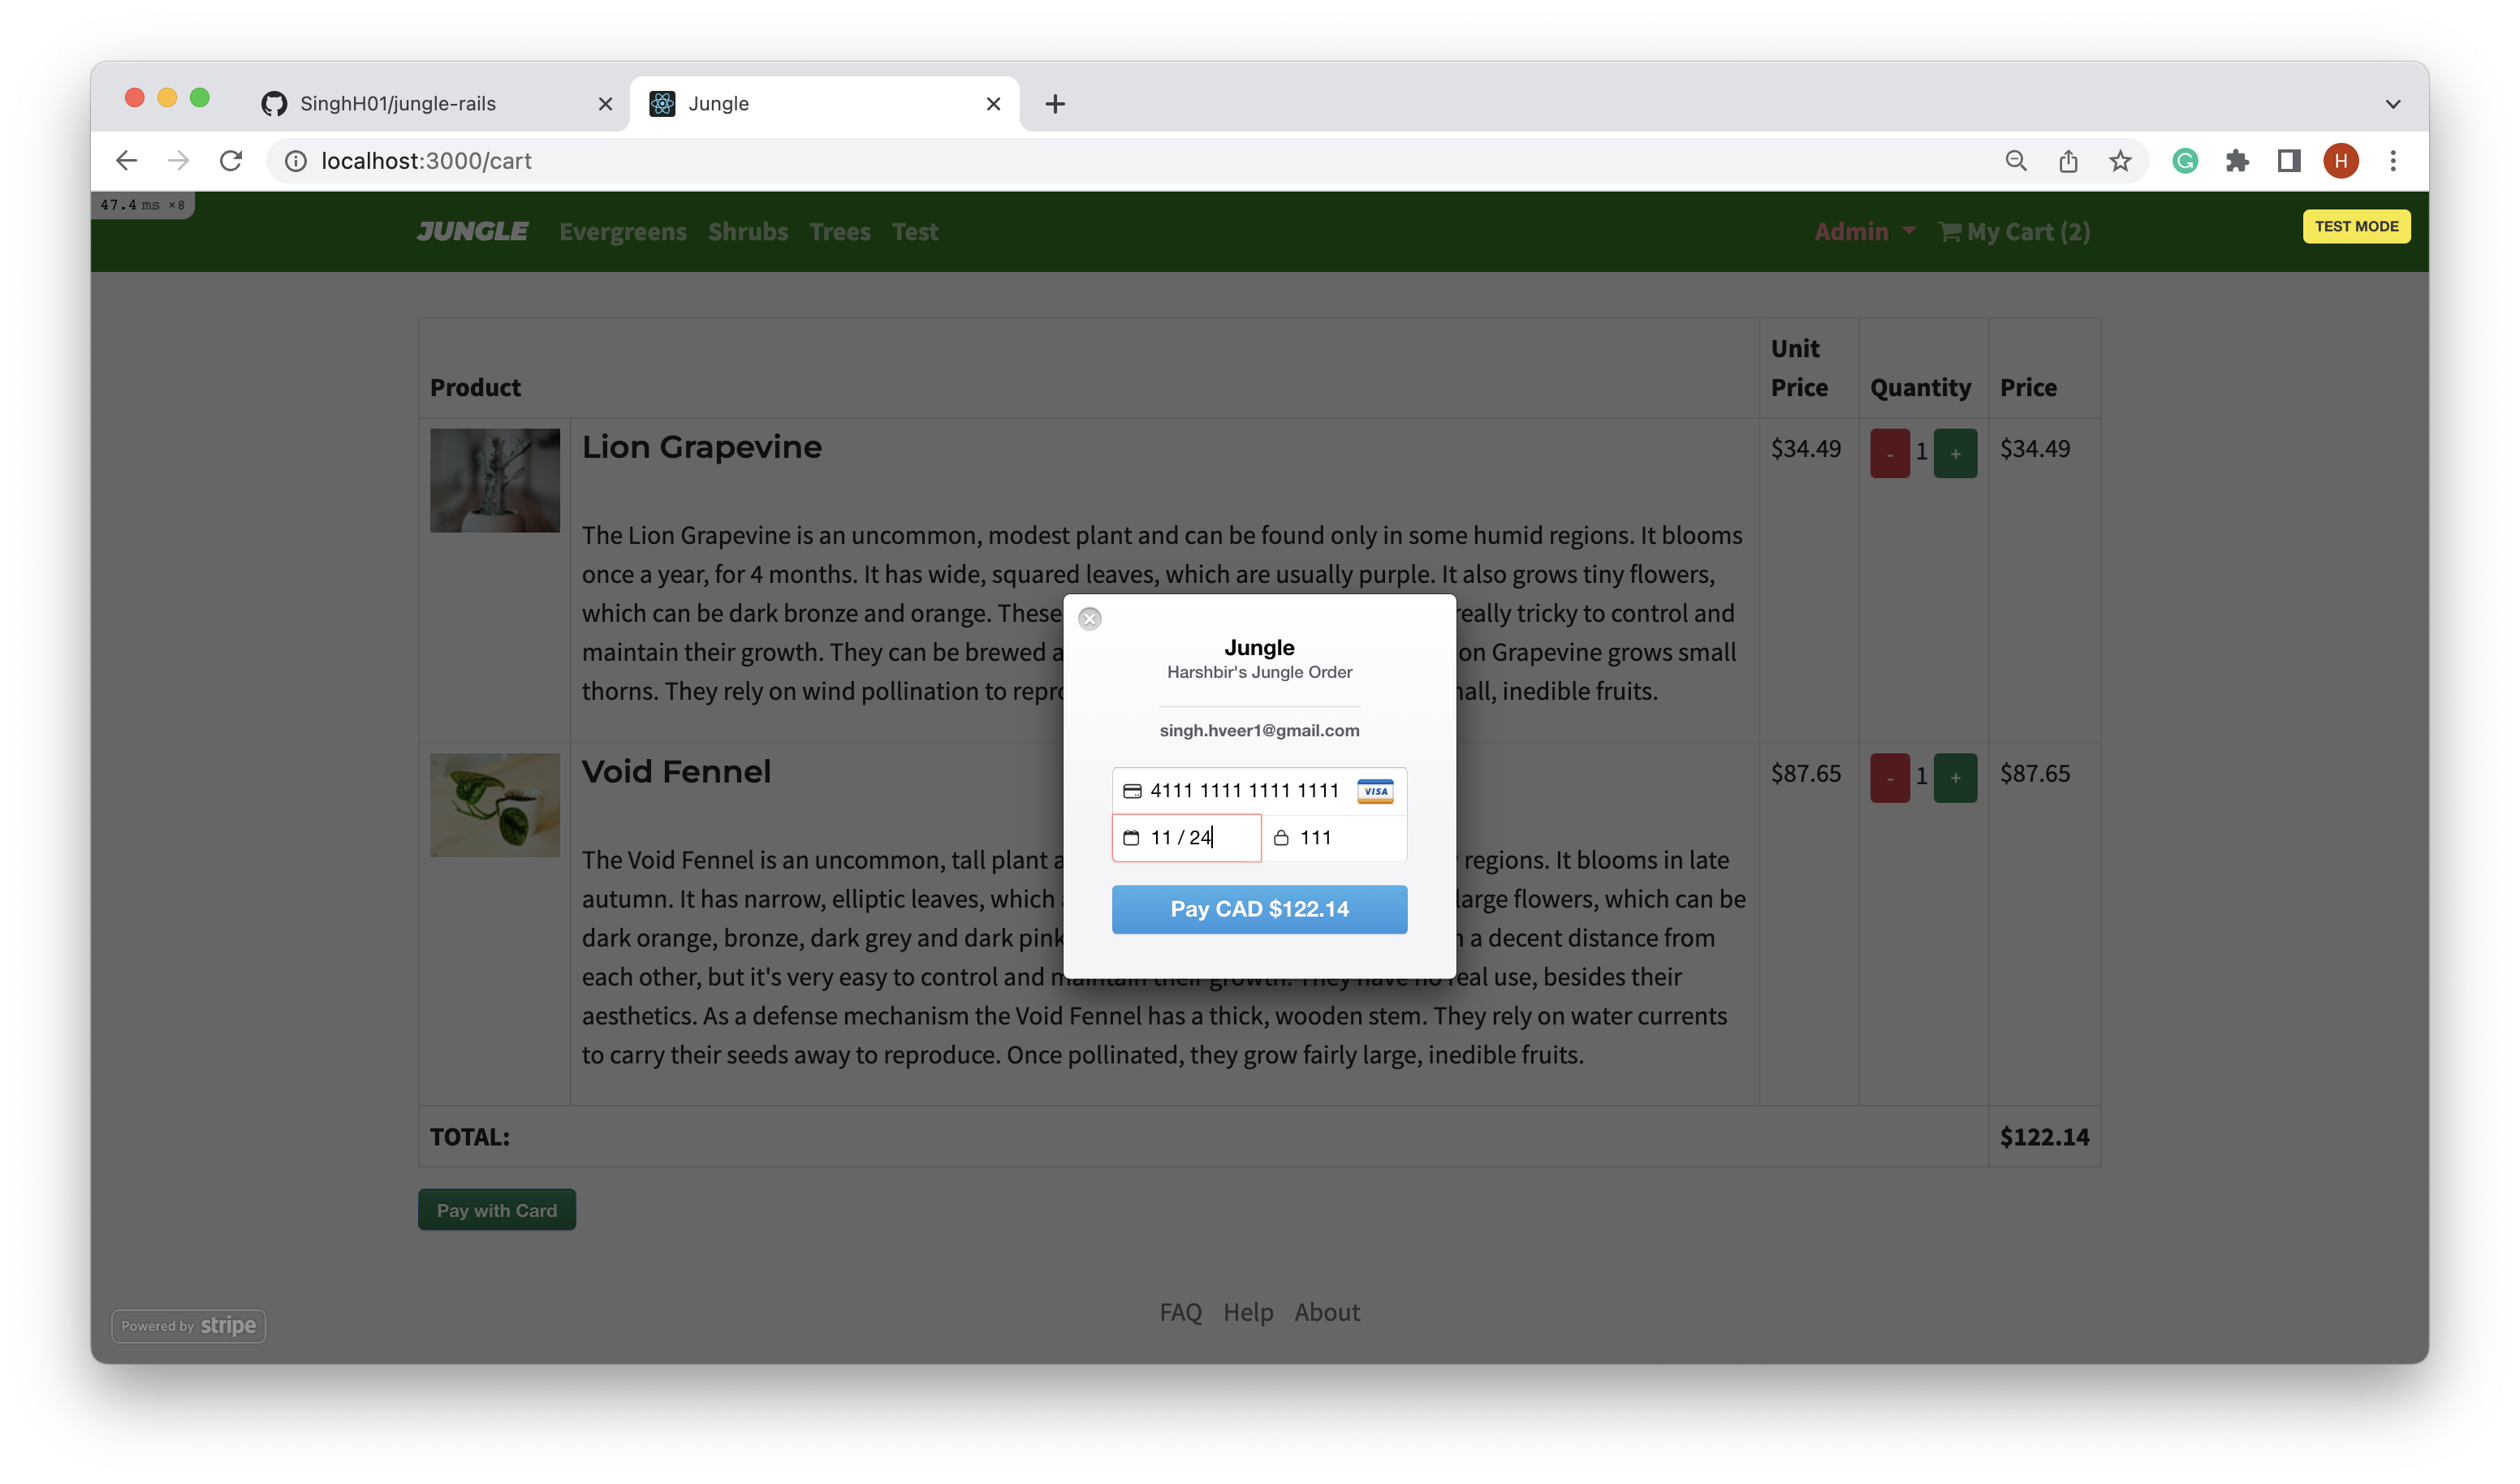 SinghH01/jungle-rails
Jungle
localhost:3000/cart
H
47.4 ms ×8
JUNGLE Evergreens Shrubs Trees Test
Admin My Cart (2)
TEST MODE
Product
Unit
Price
Quantity
Price
Lion Grapevine
$34.49
- 1 +
$34.49
The Lion Grapevine is an uncommon, modest plant and can be found only in some humid regions. It blooms
once a year, for 4 months. It has wide, squared leaves, which are usually purple. It also grows tiny flowers,
which can be dark bronze and orange. These really tricky to control and
maintain their growth. They can be brewed on Grapevine grows small
thorns. They rely on wind pollination to inedible fruits.
Jungle
Harshbir's Jungle Order
singh.hveer1@gmail.com
4111 1111 1111 1111 VISA
11 / 24
111
Pay CAD $122.14
Void Fennel
$87.65
- 1 +
$87.65
The Void Fennel is an uncommon, tall plant regions. It blooms in late
autumn. It has narrow, elliptic leaves, which large flowers, which can be
dark orange, bronze, dark grey and dark pink a decent distance from
each other, but it's very easy to control and maintain their growth. They have no real use, besides their
aesthetics. As a defense mechanism the Void Fennel has a thick, wooden stem. They rely on water currents
to carry their seeds away to reproduce. Once pollinated, they grow fairly large, inedible fruits.
TOTAL:
$122.14
Pay with Card
FAQ Help About
Powered by stripe